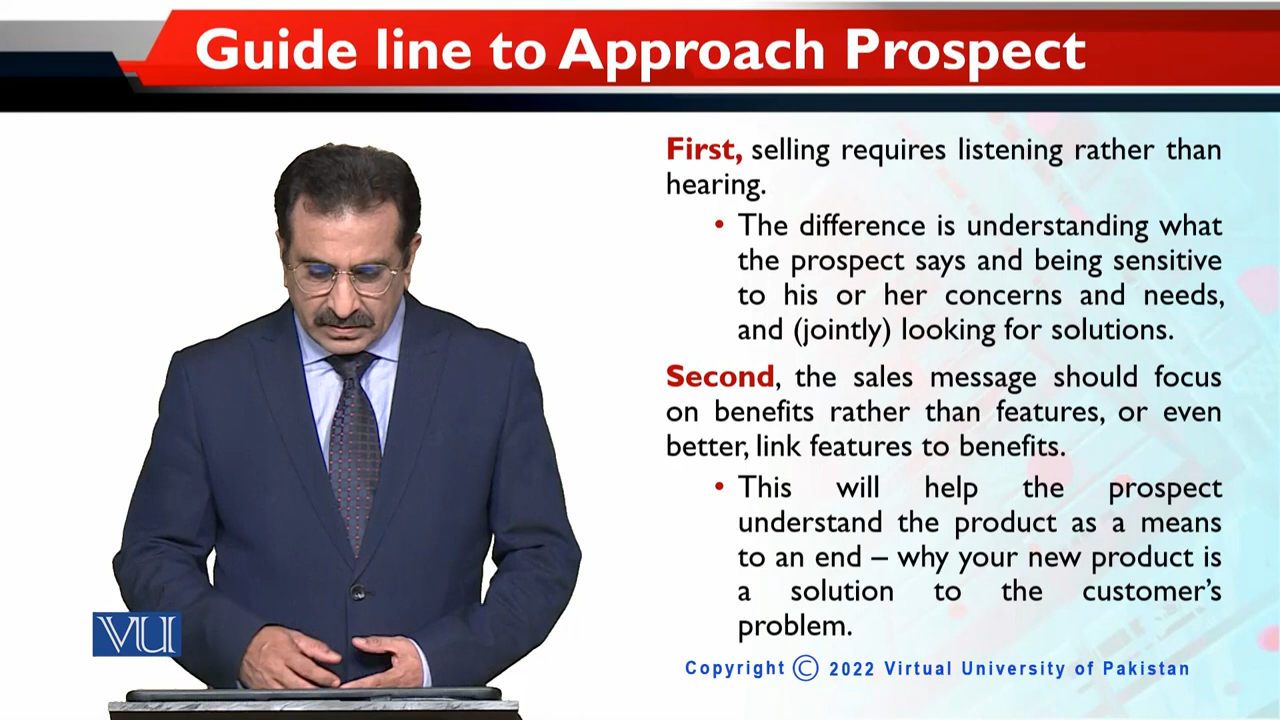 Guide line to Approach Prospect
First, selling requires listening rather than
hearing.
• The difference is understanding what
the prospect says and being sensitive
to his or her concerns and needs,
and (jointly) looking for solutions.
Second, the sales message should focus
on benefits rather than features, or even
better, link features to benefits.
• This will help the prospect
understand the product as a means
to an end – why your new product is
a solution to the customer’s
problem.
VU
Copyright © 2022 Virtual University of Pakistan